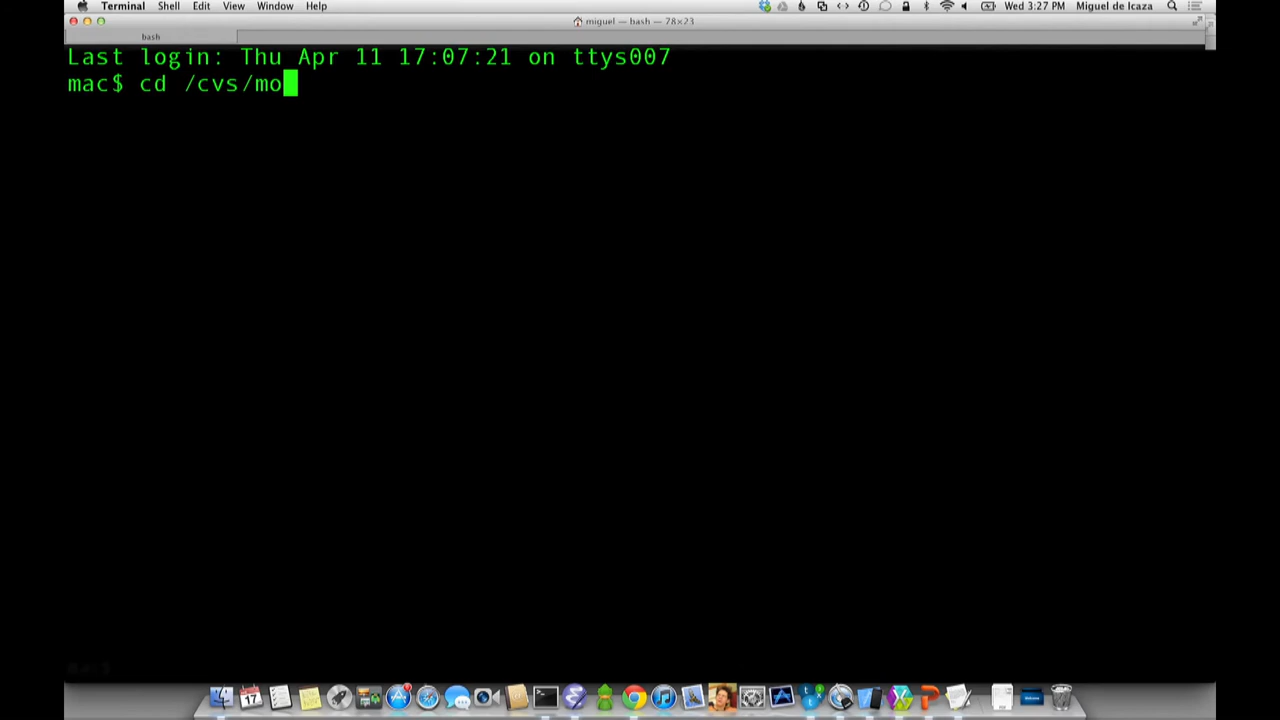 Terminal Shell Edit View Window Help Wed 3:27 PM Miguel de Icaza
miguel — bash — 78×23
bash
Last login: Thu Apr 11 17:07:21 on ttys007
mac$ cd /cvs/mo
17